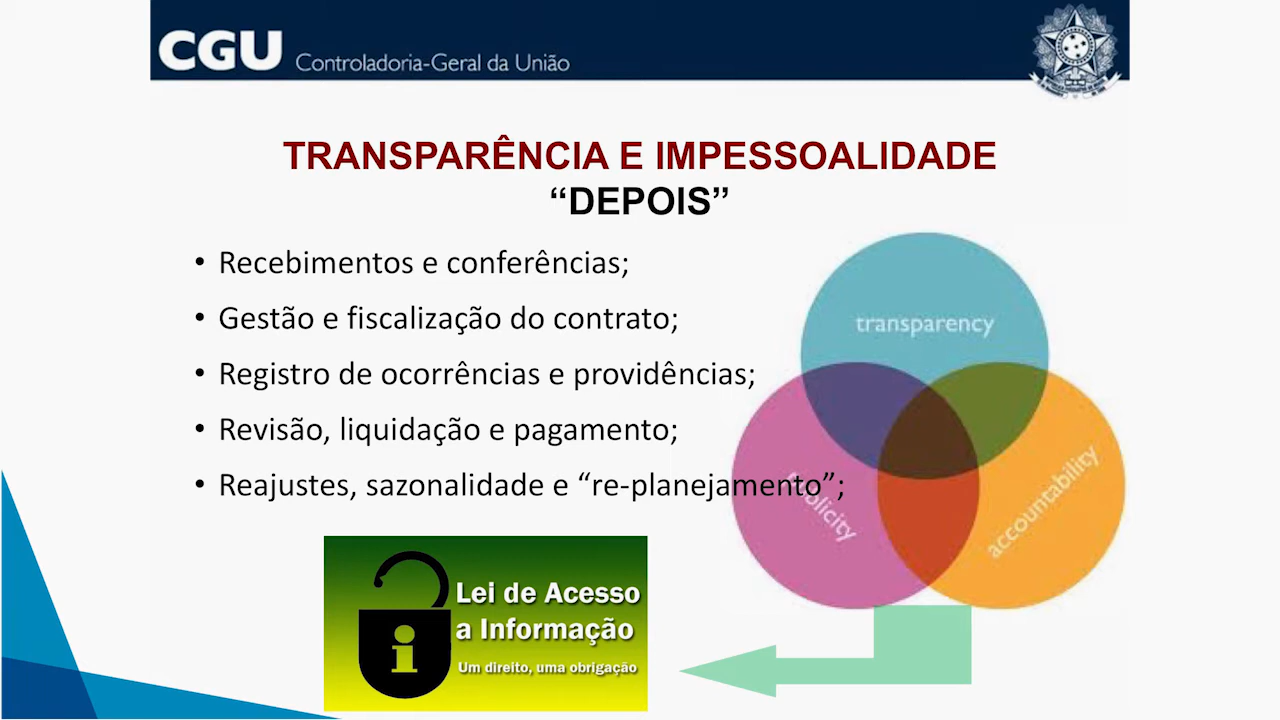 CGU Controladoria-Geral da União
TRANSPARÊNCIA E IMPESSOALIDADE
“DEPOIS”
• Recebimentos e conferências;
• Gestão e fiscalização do contrato;
• Registro de ocorrências e providências;
• Revisão, liquidação e pagamento;
• Reajustes, sazonalidade e “re-planejamento”;
transparency
publicity
accountability
Lei de Acesso
a Informação
Um direito, uma obrigação